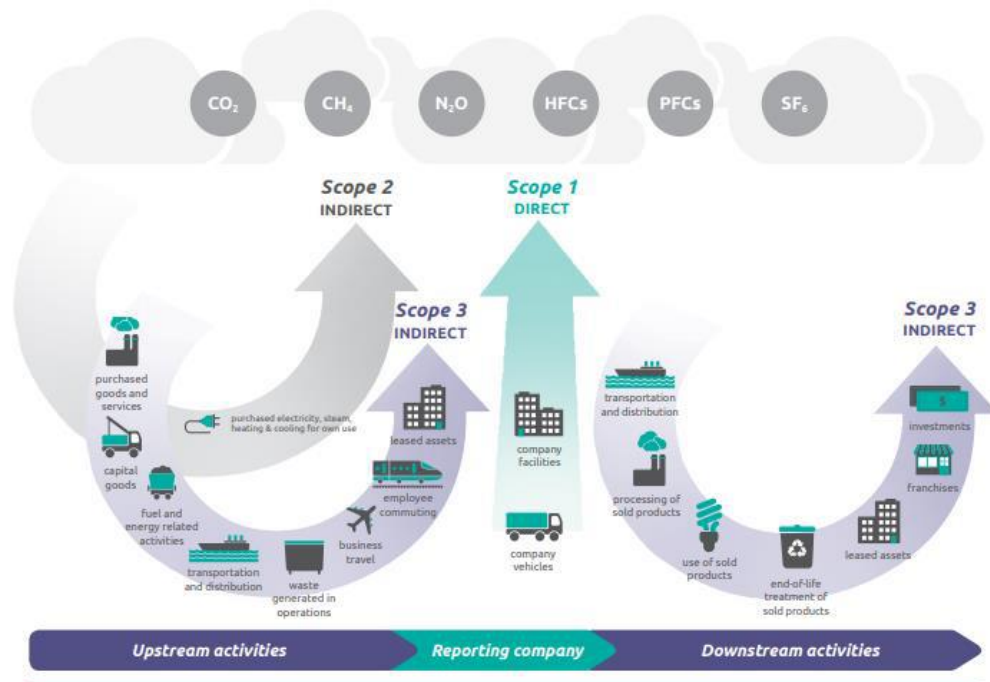 CO₂
CH₄
N₂O
HFCs
PFCs
SF₆
Scope 2
INDIRECT
Scope 1
DIRECT
Scope 3
INDIRECT
Scope 3
INDIRECT
purchased
goods and
services
capital
goods
fuel and
energy related
activities
transportation
and distribution
waste
generated in
operations
business
travel
employee
commuting
leased assets
purchased electricity, steam,
heating & cooling for own use
company
facilities
company
vehicles
transportation
and distribution
processing of
sold products
use of sold
products
end-of-life
treatment of
sold products
leased assets
franchises
investments
$
Upstream activities
Reporting company
Downstream activities